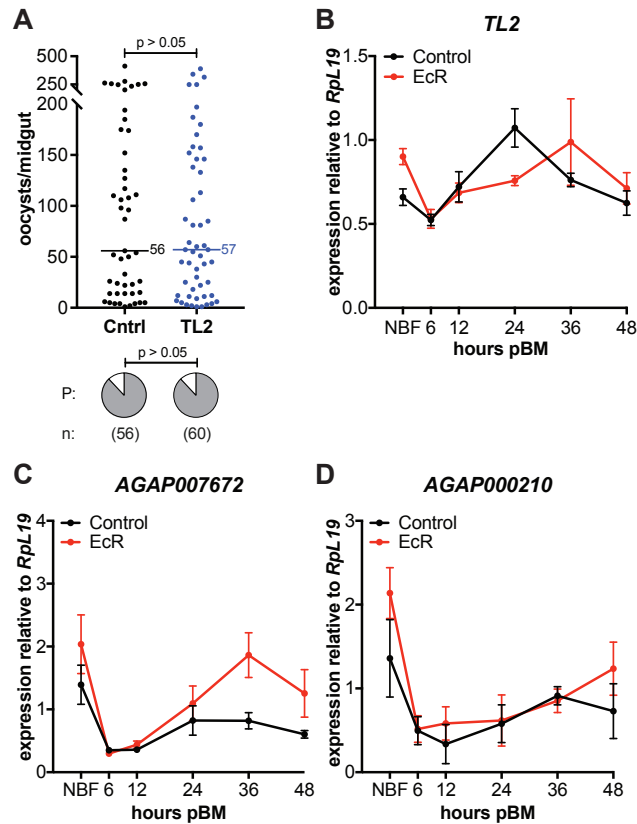 A
p > 0.05
oocysts/midgut
500
250
200
150
100
50
0
56
57
Cntrl
TL2
p > 0.05
P:
n:
(56)
(60)
B
TL2
Control
EcR
expression relative to RpL19
1.5
1.0
0.5
0.0
NBF 6 12 24 36 48
hours pBM
C
AGAP007672
Control
EcR
expression relative to RpL19
4
3
2
1
0
NBF 6 12 24 36 48
hours pBM
D
AGAP000210
Control
EcR
expression relative to RpL19
3
2
1
0
NBF 6 12 24 36 48
hours pBM